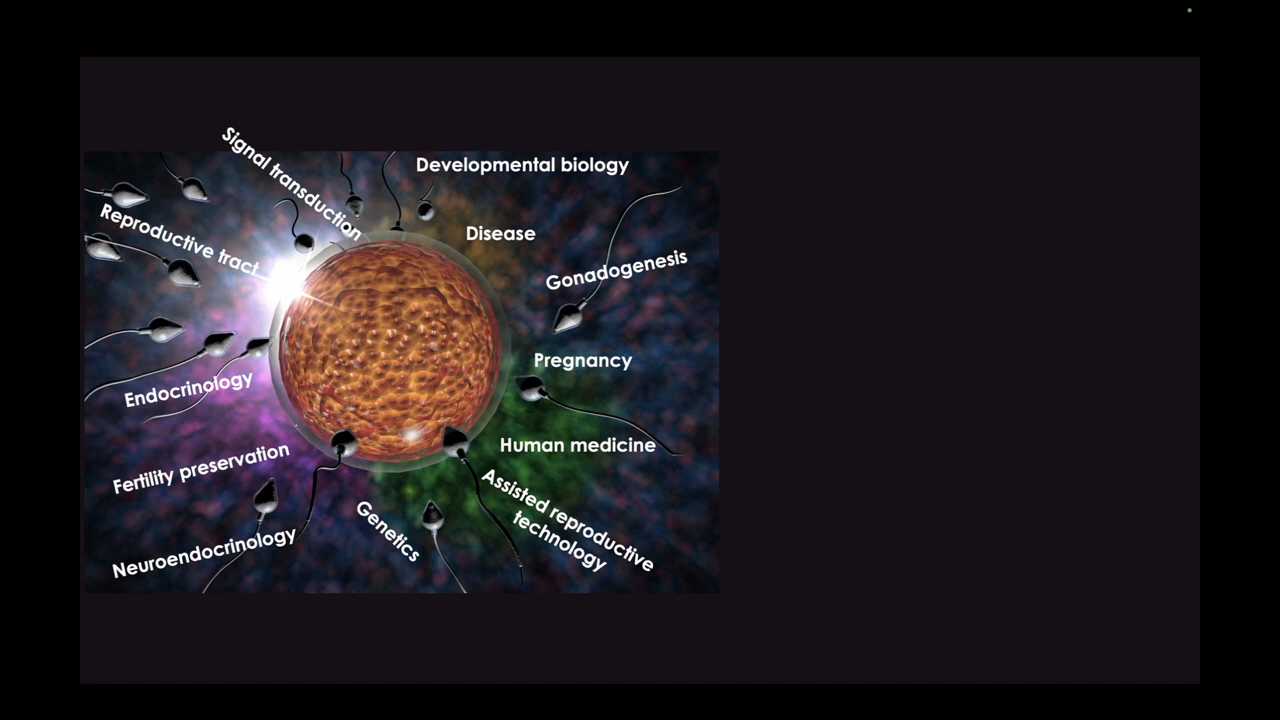 Signal transduction
Developmental biology
Reproductive tract
Disease
Gonadogenesis
Pregnancy
Endocrinology
Human medicine
Fertility preservation
Assisted reproductive
technology
Genetics
Neuroendocrinology